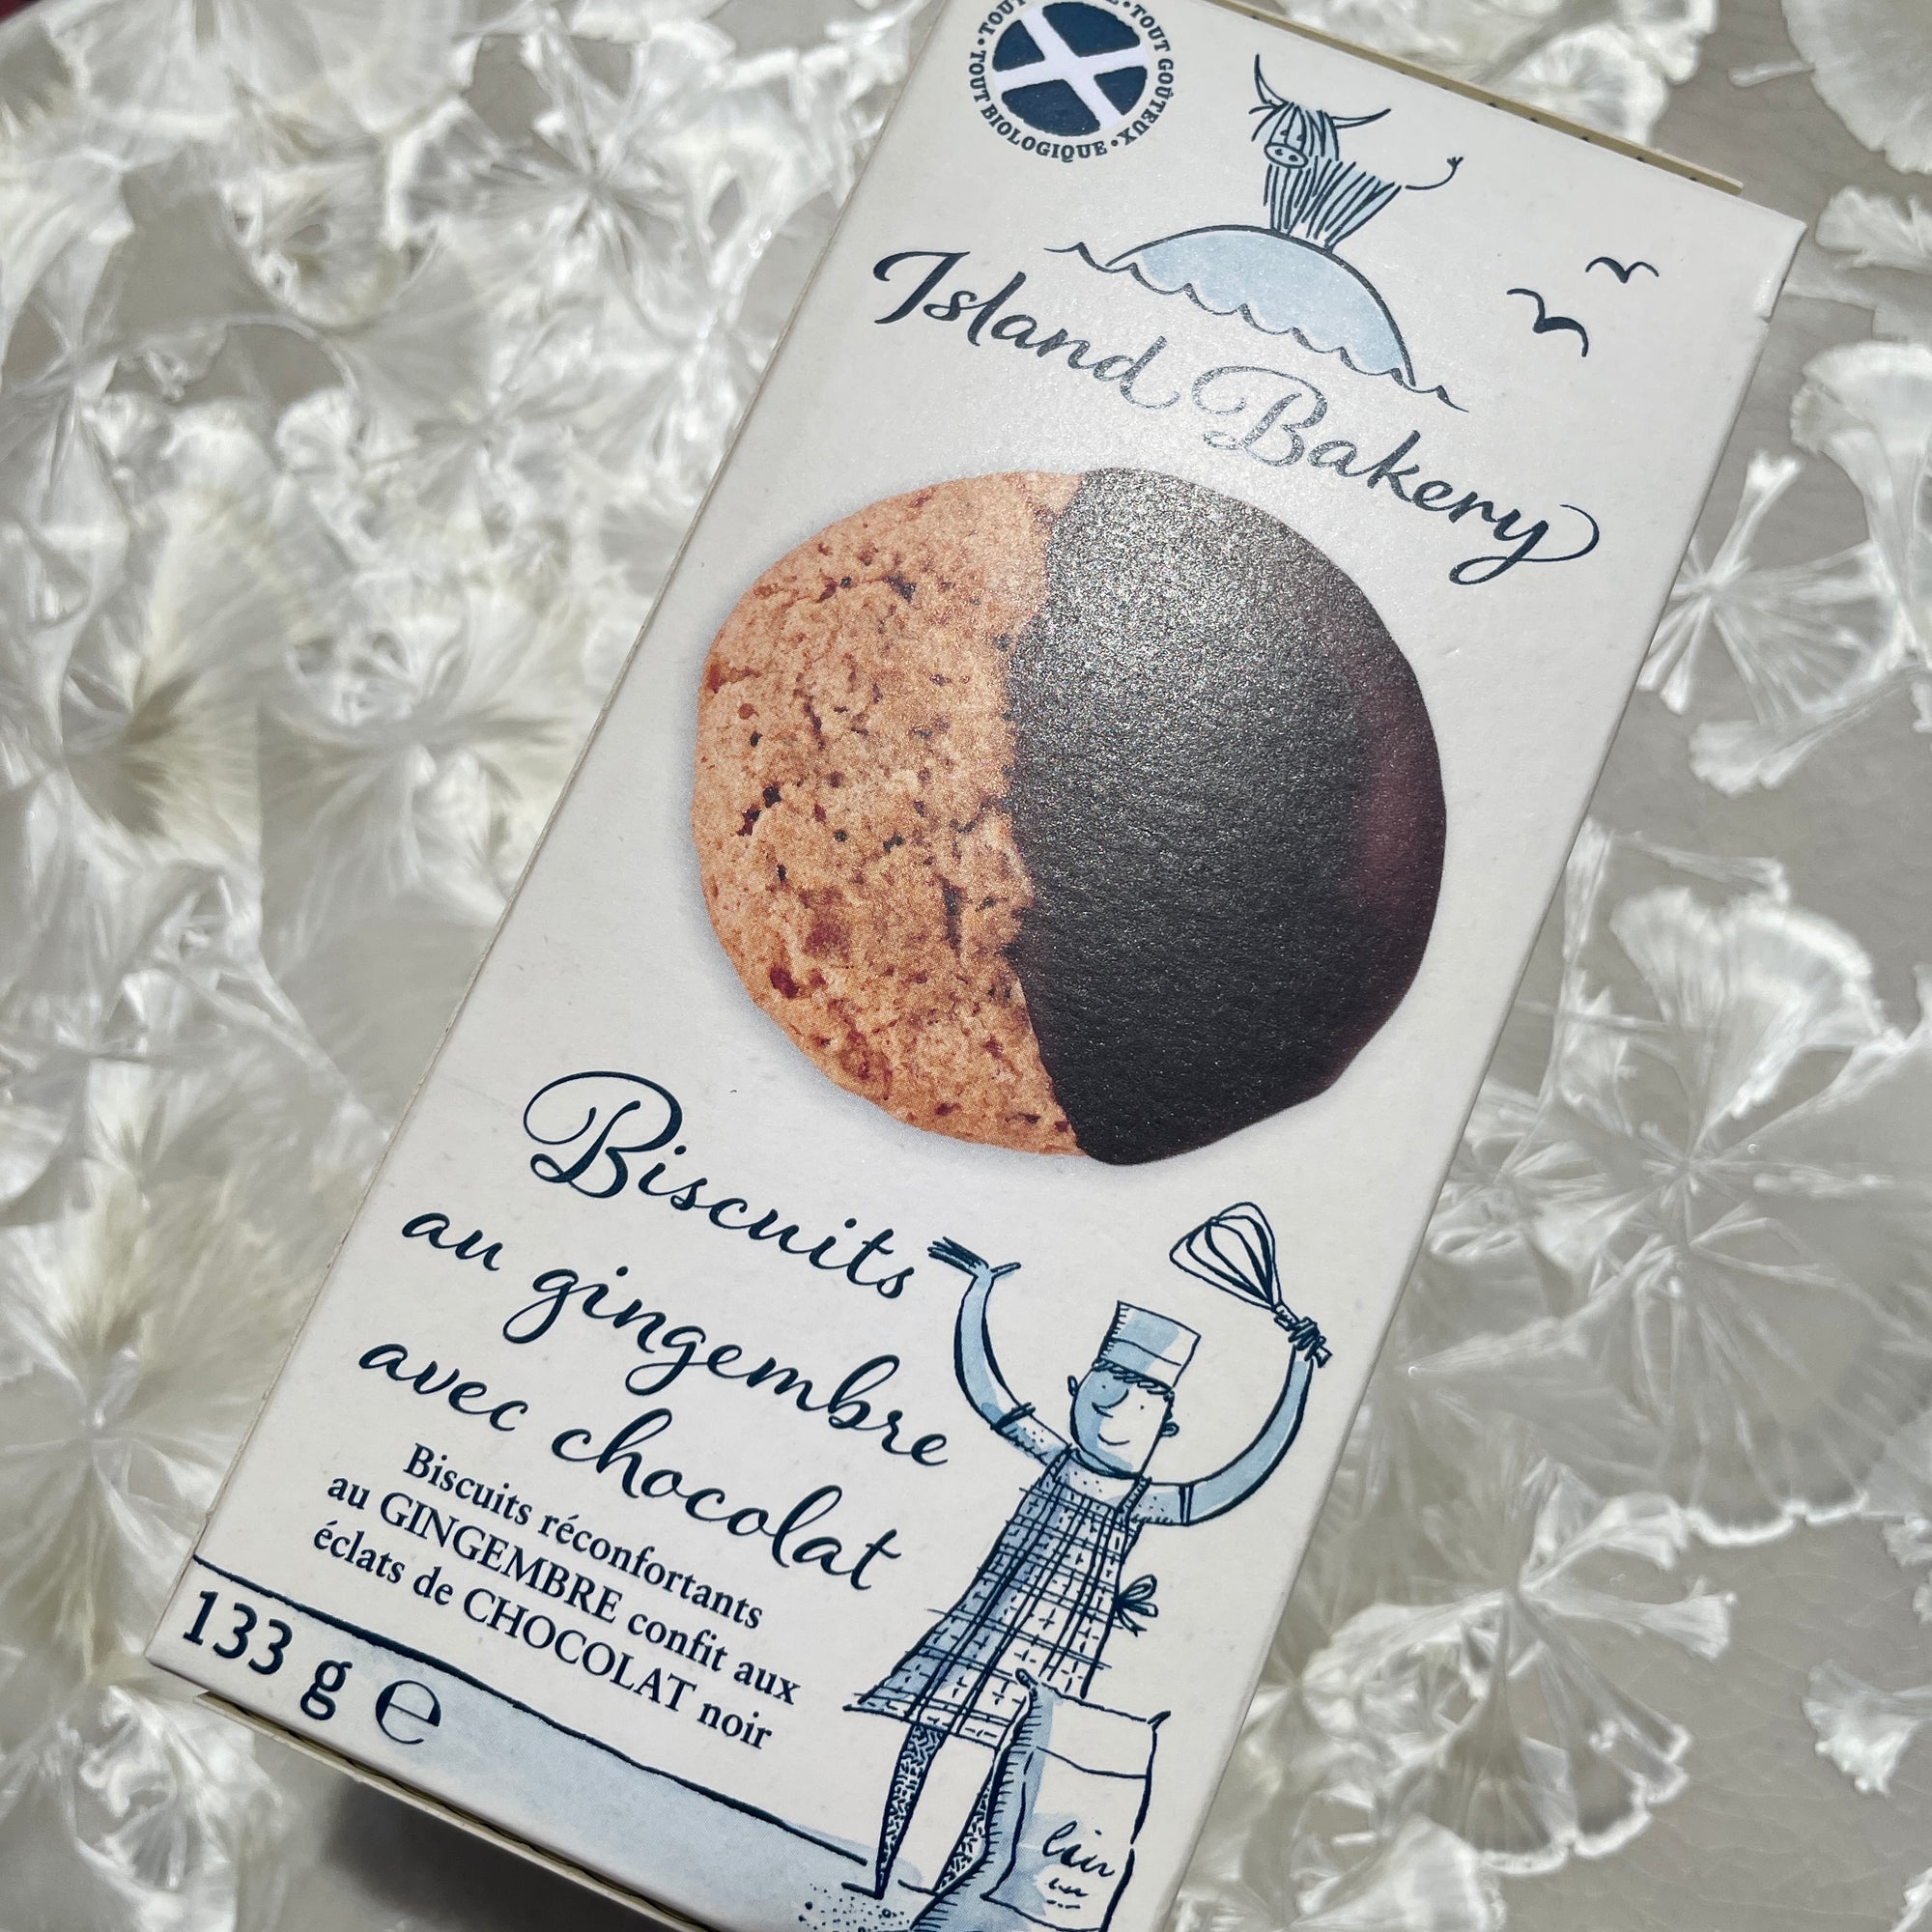 TOUT GOÛTEUX • TOUT BIOLOGIQUE • TOUT
Island Bakery
Biscuits
au gingembre
avec chocolat
Biscuits réconfortants
au GINGEMBRE confit aux
éclats de CHOCOLAT noir
133 g ℮